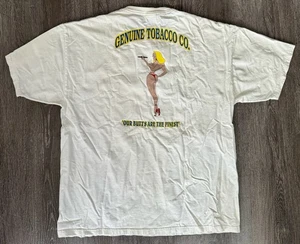 GENUINE TOBACCO CO.
"OUR BUTTS ARE THE FINEST"